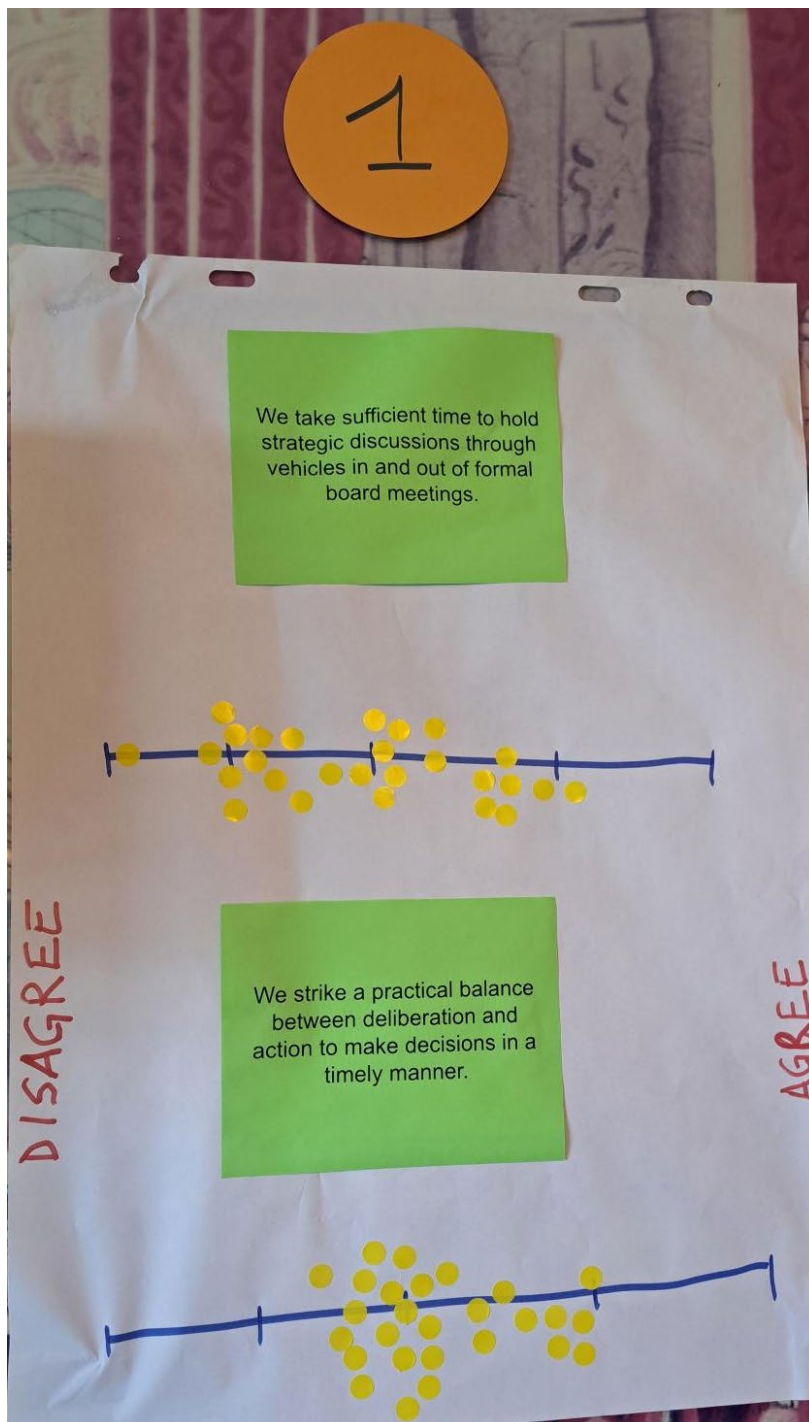 1
We take sufficient time to hold
strategic discussions through
vehicles in and out of formal
board meetings.
DISAGREE
AGREE
We strike a practical balance
between deliberation and
action to make decisions in a
timely manner.